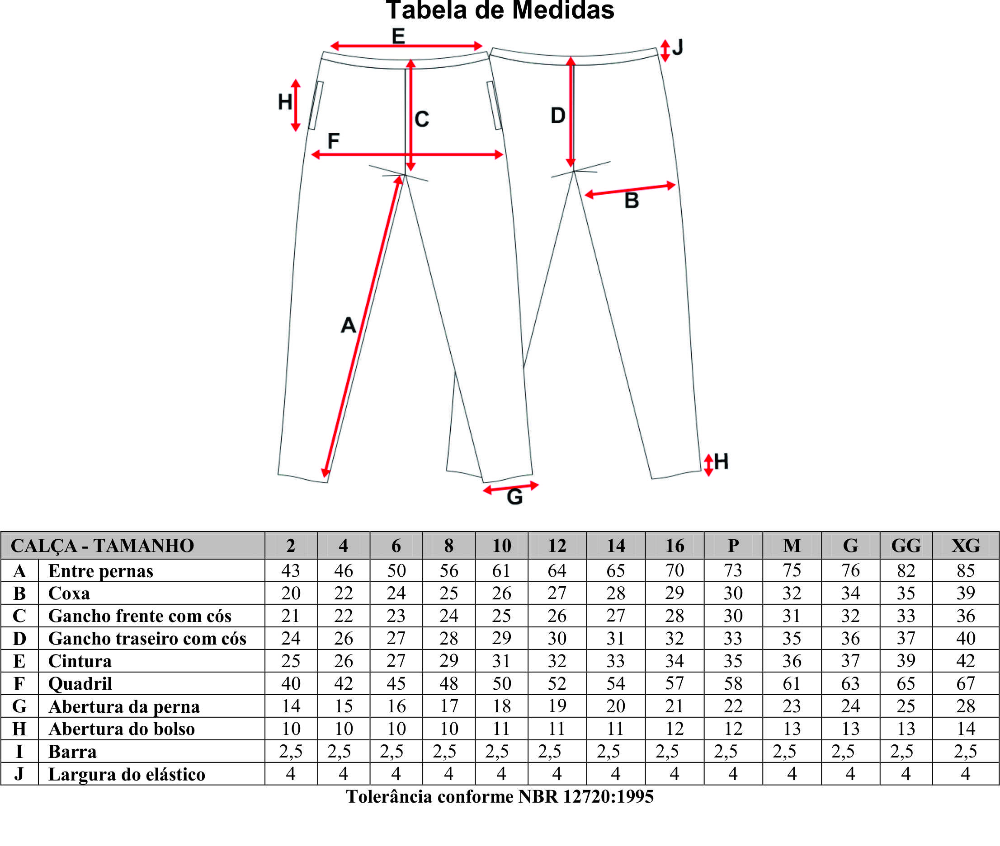 Tabela de Medidas
E
J
H
C
D
F
B
A
H
G
CALÇA - TAMANHO 2 4 6 8 10 12 14 16 P M G GG XG
A Entre pernas 43 46 50 56 61 64 65 70 73 75 76 82 85
B Coxa 20 22 24 25 26 27 28 29 30 32 34 35 39
C Gancho frente com cós 21 22 23 24 25 26 27 28 30 31 32 33 36
D Gancho traseiro com cós 24 26 27 28 29 30 31 32 33 35 36 37 40
E Cintura 25 26 27 29 31 32 33 34 35 36 37 39 42
F Quadril 40 42 45 48 50 52 54 57 58 61 63 65 67
G Abertura da perna 14 15 16 17 18 19 20 21 22 23 24 25 28
H Abertura do bolso 10 10 10 10 11 11 11 12 12 13 13 13 14
I Barra 2,5 2,5 2,5 2,5 2,5 2,5 2,5 2,5 2,5 2,5 2,5 2,5 2,5
J Largura do elástico 4 4 4 4 4 4 4 4 4 4 4 4 4
Tolerância conforme NBR 12720:1995